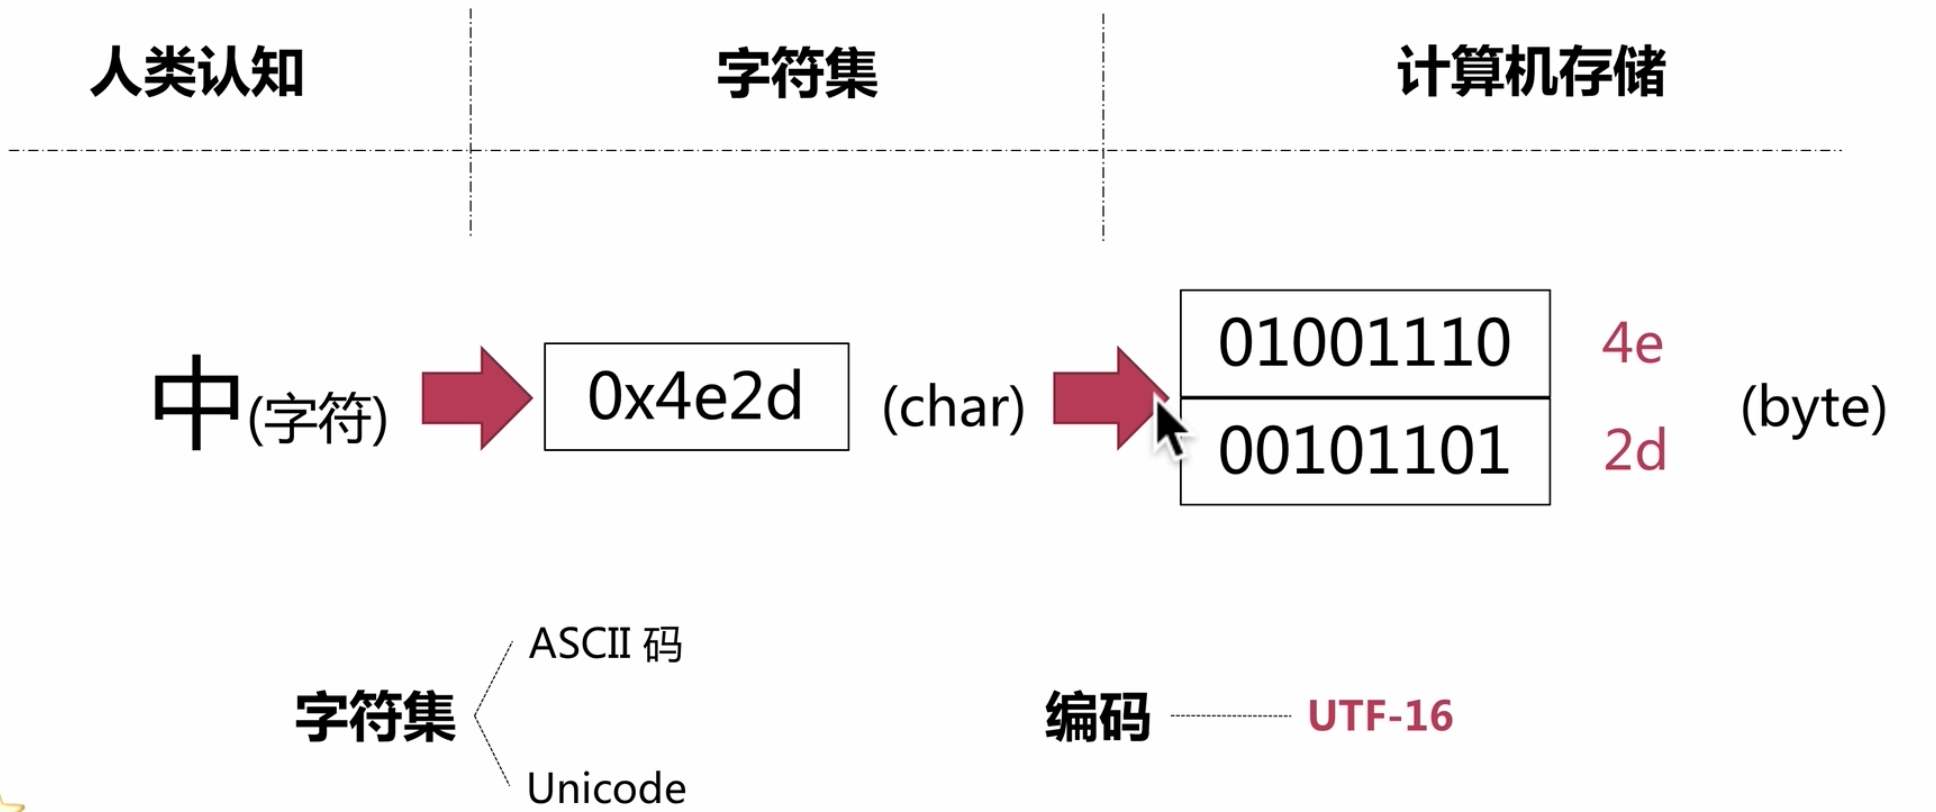 人类认知
字符集
计算机存储
中(字符)
0x4e2d
(char)
01001110
4e
00101101
2d
(byte)
ASCII 码
字符集
Unicode
编码
UTF-16